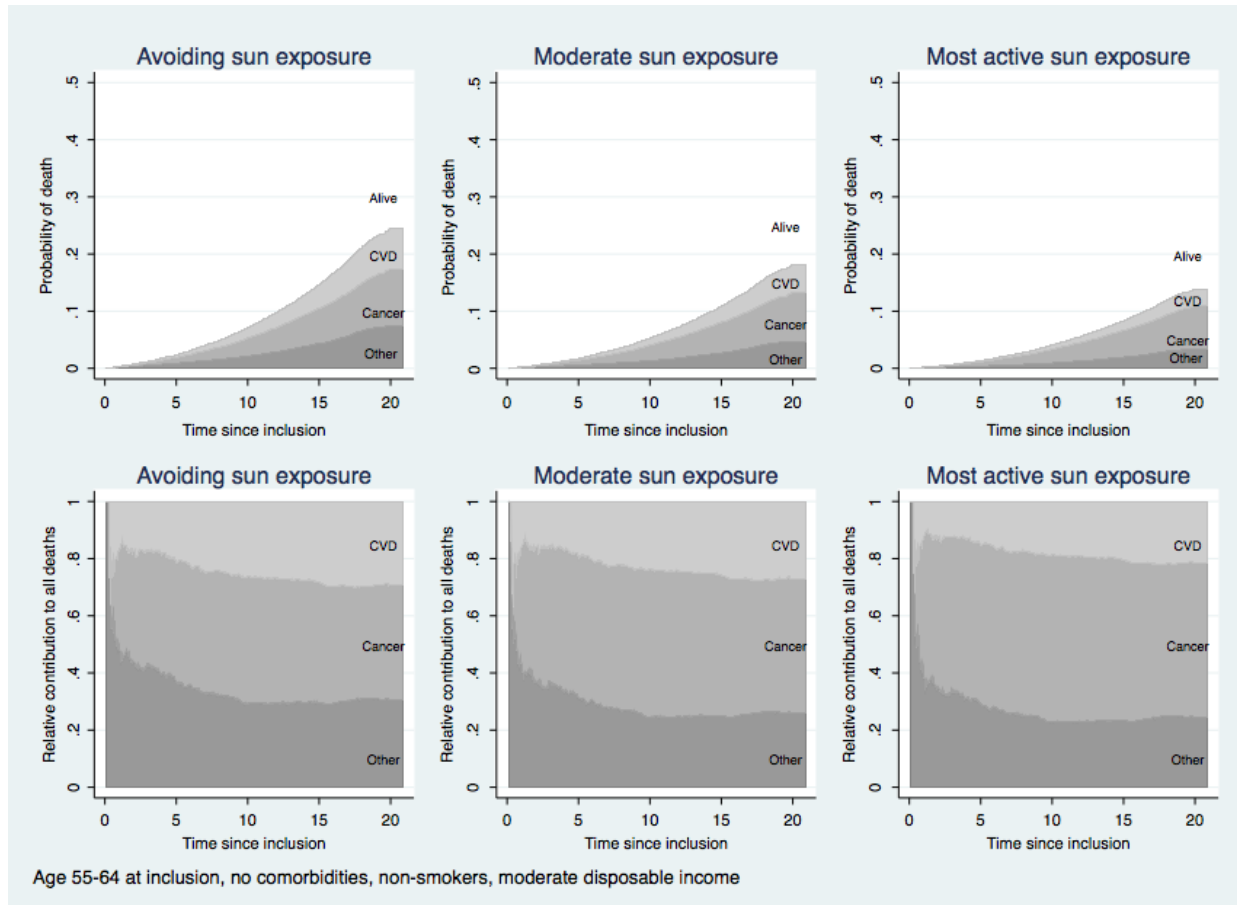 Avoiding sun exposure
Probability of death
.5
.4
.3
.2
.1
0
Alive
CVD
Cancer
Other
0 5 10 15 20
Time since inclusion
Moderate sun exposure
Probability of death
.5
.4
.3
.2
.1
0
Alive
CVD
Cancer
Other
0 5 10 15 20
Time since inclusion
Most active sun exposure
Probability of death
.5
.4
.3
.2
.1
0
Alive
CVD
Cancer
Other
0 5 10 15 20
Time since inclusion
Avoiding sun exposure
Relative contribution to all deaths
1
.8
.6
.4
.2
0
CVD
Cancer
Other
0 5 10 15 20
Time since inclusion
Moderate sun exposure
Relative contribution to all deaths
1
.8
.6
.4
.2
0
CVD
Cancer
Other
0 5 10 15 20
Time since inclusion
Most active sun exposure
Relative contribution to all deaths
1
.8
.6
.4
.2
0
CVD
Cancer
Other
0 5 10 15 20
Time since inclusion
Age 55-64 at inclusion, no comorbidities, non-smokers, moderate disposable income